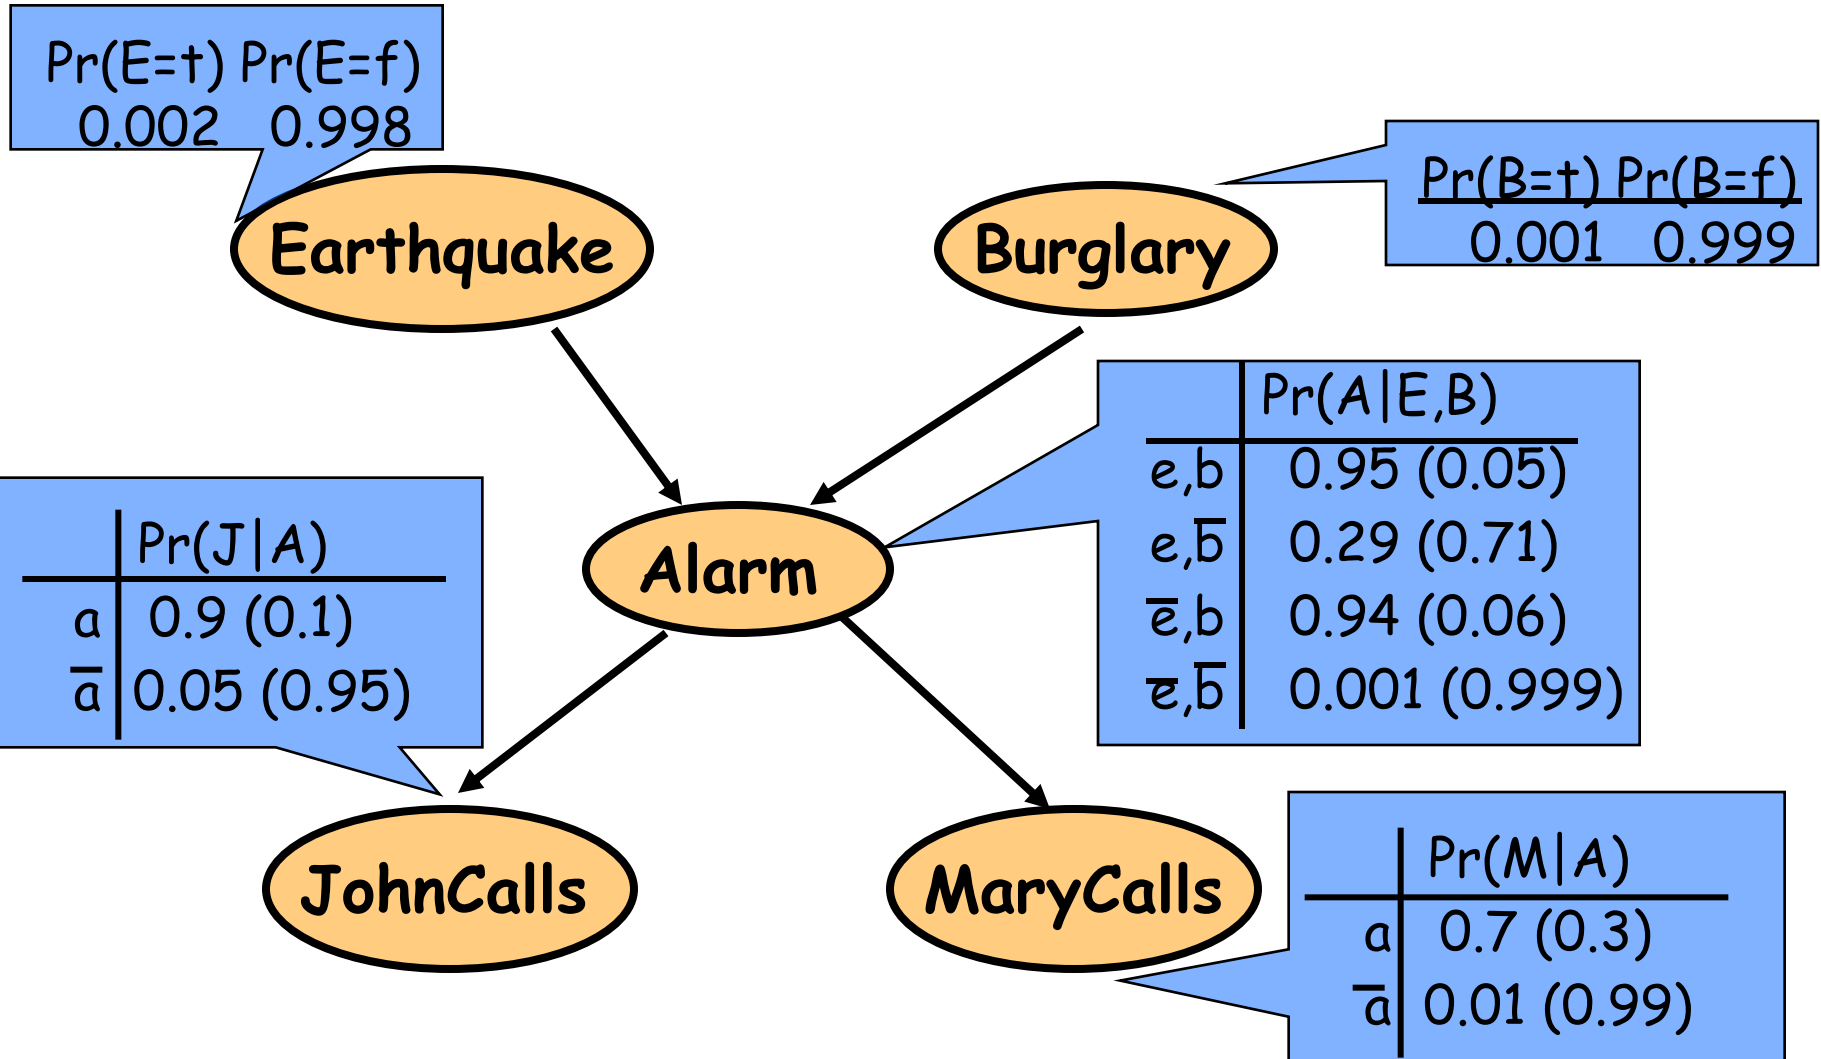 Pr(E=t) Pr(E=f)
0.002 0.998
Pr(B=t) Pr(B=f)
0.001 0.999
Earthquake
Burglary
Pr(A|E,B)
e,b 0.95 (0.05)
e,b̅ 0.29 (0.71)
e̅,b 0.94 (0.06)
e̅,b̅ 0.001 (0.999)
Pr(J|A)
a 0.9 (0.1)
a̅ 0.05 (0.95)
Alarm
JohnCalls
MaryCalls
Pr(M|A)
a 0.7 (0.3)
a̅ 0.01 (0.99)